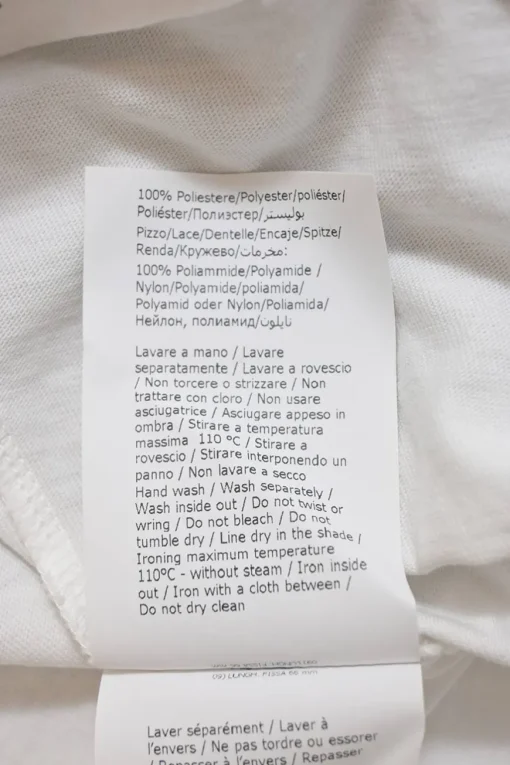 100% Poliestere/Polyester/poliéster/
Poliéster/Полиэстер/بوليستر
Pizzo/Lace/Dentelle/Encaje/Spitze/
Renda/Кружево/مخرمات:
100% Poliammide/Polyamide /
Nylon/Polyamide/poliamida/
Polyamid oder Nylon/Poliamida/
Нейлон, полиамид/نايلون
Lavare a mano / Lavare
separatamente / Lavare a rovescio
/ Non torcere o strizzare / Non
trattare con cloro / Non usare
asciugatrice / Asciugare appeso in
ombra / Stirare a temperatura
massima 110 ºC / Stirare a
rovescio / Stirare interponendo un
panno / Non lavare a secco
Hand wash / Wash separately /
Wash inside out / Do not twist or
wring / Do not bleach / Do not
tumble dry / Line dry in the shade /
Ironing maximum temperature
110ºC - without steam / Iron inside
out / Iron with a cloth between /
Do not dry clean
Laver séparément / Laver à
l'envers / Ne pas tordre ou essorer
/ Repasser à l'envers / Repasser